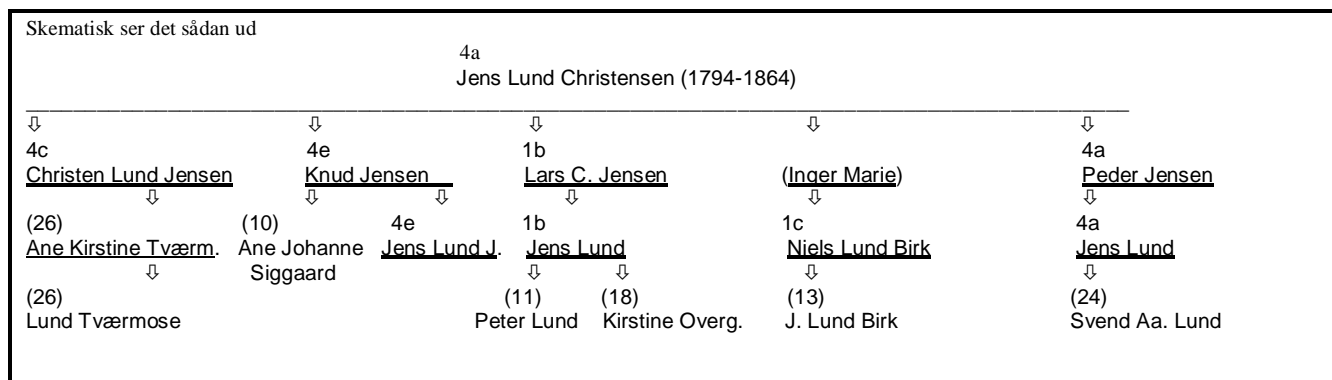 Skematisk ser det sådan ud
4a
Jens Lund Christensen (1794-1864)
4c 4e 1b 4a
Christen Lund Jensen Knud Jensen Lars C. Jensen (Inger Marie) Peder Jensen
(26) (10) 4e 1b 1c 4a
Ane Kirstine Tværm. Ane Johanne Jens Lund J. Jens Lund Niels Lund Birk Jens Lund
Siggaard
(26) (11) (18) (13) (24)
Lund Tværmose Peter Lund Kirstine Overg. J. Lund Birk Svend Aa. Lund